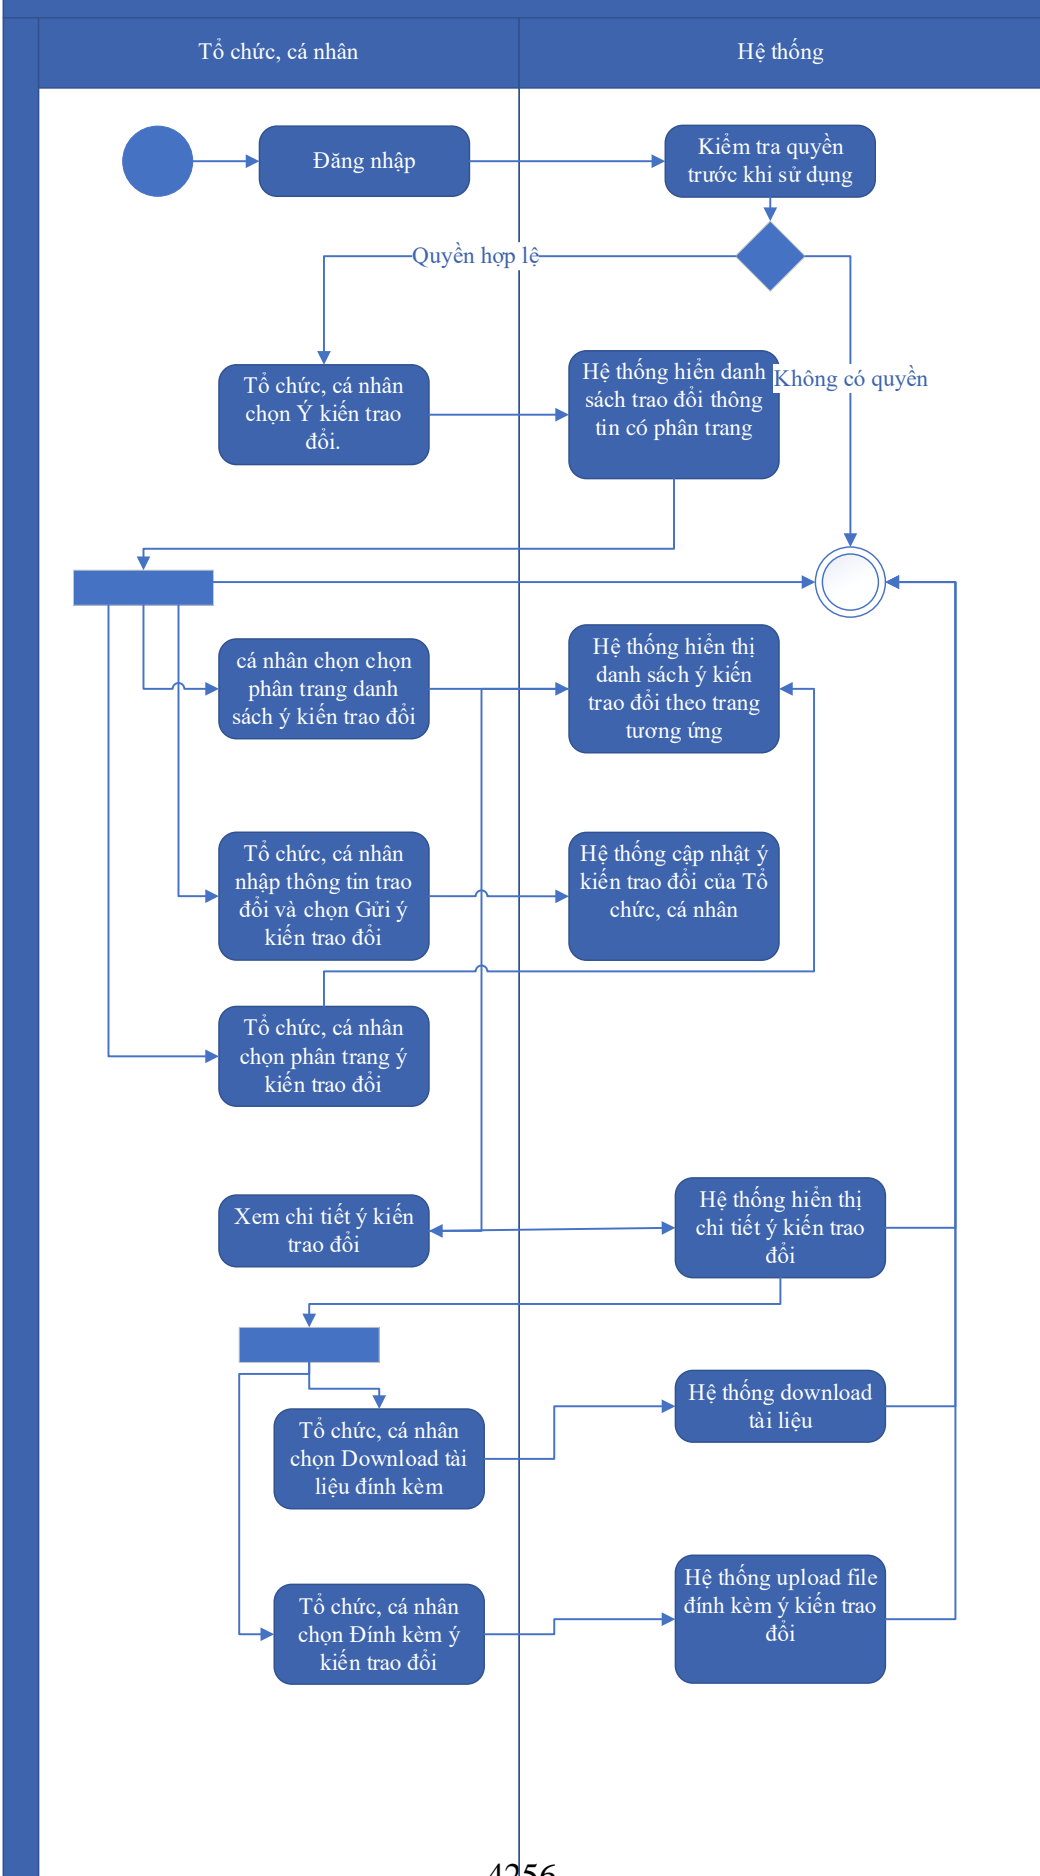 Tổ chức, cá nhân
Hệ thống
Đăng nhập
Kiểm tra quyền
trước khi sử dụng
Quyền hợp lệ
Tổ chức, cá nhân
chọn Ý kiến trao
đổi.
Hệ thống hiển danh
sách trao đổi thông
tin có phân trang
Không có quyền
cá nhân chọn chọn
phân trang danh
sách ý kiến trao đổi
Hệ thống hiển thị
danh sách ý kiến
trao đổi theo trang
tương ứng
Tổ chức, cá nhân
nhập thông tin trao
đổi và chọn Gửi ý
kiến trao đổi
Hệ thống cập nhật ý
kiến trao đổi của Tổ
chức, cá nhân
Tổ chức, cá nhân
chọn phân trang ý
kiến trao đổi
Xem chi tiết ý kiến
trao đổi
Hệ thống hiển thị
chi tiết ý kiến trao
đổi
Tổ chức, cá nhân
chọn Download tài
liệu đính kèm
Hệ thống download
tài liệu
Tổ chức, cá nhân
chọn Đính kèm ý
kiến trao đổi
Hệ thống upload file
đính kèm ý kiến trao
đổi
4256